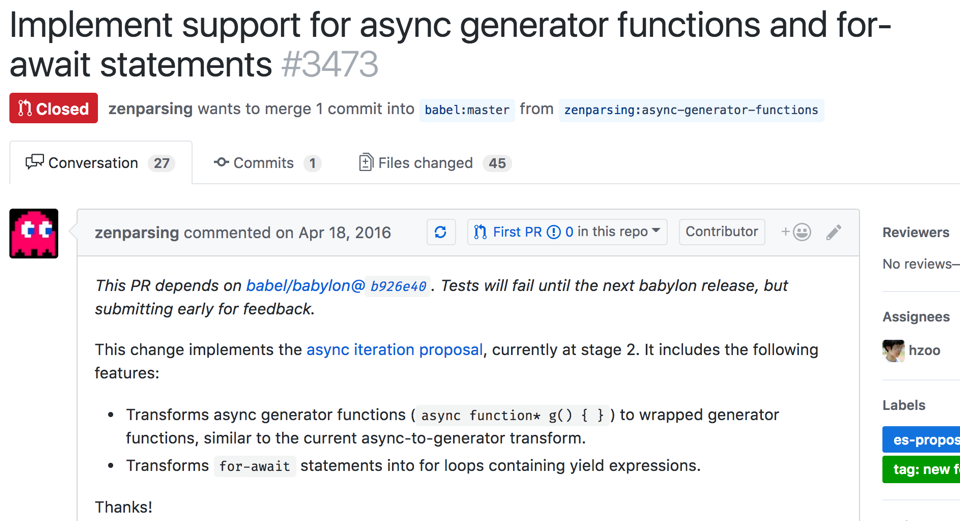 Implement support for async generator functions and for-
await statements #3473
Closed zenparsing wants to merge 1 commit into babel:master from zenparsing:async-generator-functions
Conversation 27 Commits 1 Files changed 45
zenparsing commented on Apr 18, 2016 First PR 0 in this repo Contributor +
This PR depends on babel/babylon@ b926e40 . Tests will fail until the next babylon release, but
submitting early for feedback.
This change implements the async iteration proposal, currently at stage 2. It includes the following
features:
• Transforms async generator functions ( async function* g() { } ) to wrapped generator
functions, similar to the current async-to-generator transform.
• Transforms for-await statements into for loops containing yield expressions.
Thanks!
Reviewers
No reviews—
Assignees
hzoo
Labels
es-propos
tag: new f